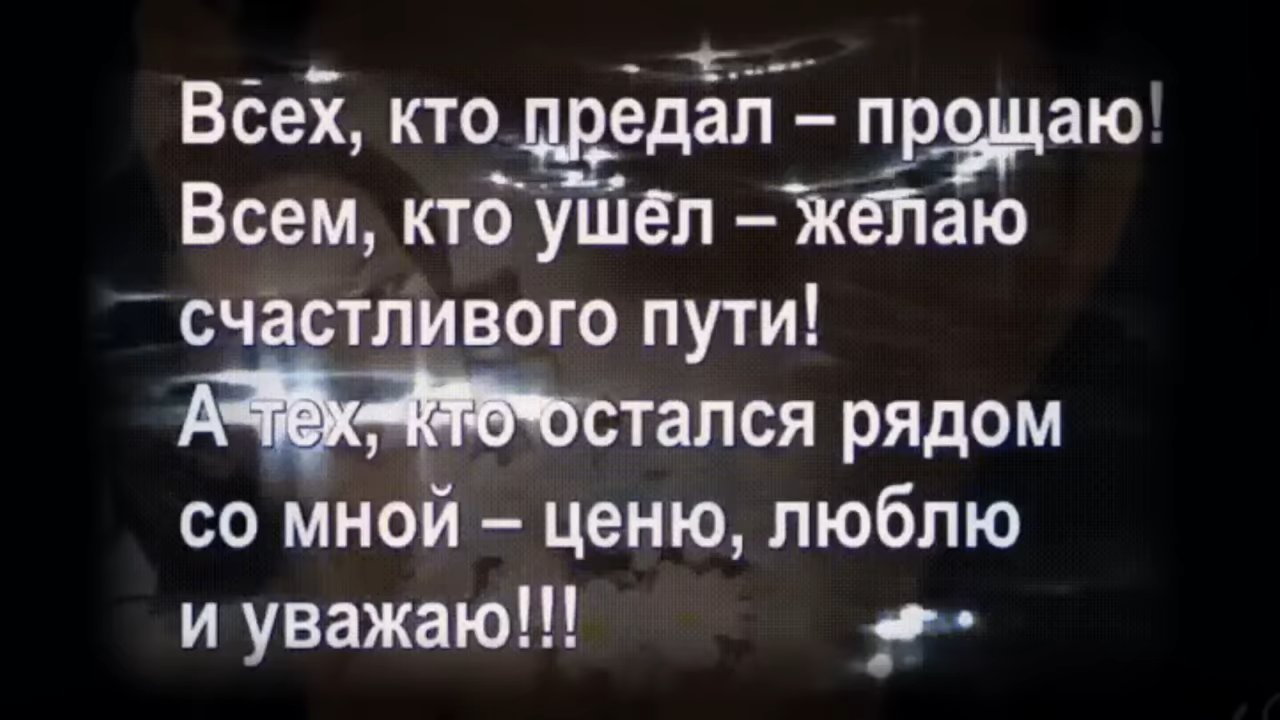 Всех, кто предал – прощаю!
Всем, кто ушёл – желаю
счастливого пути!
А тех, кто остался рядом
со мной – ценю, люблю
и уважаю!!!